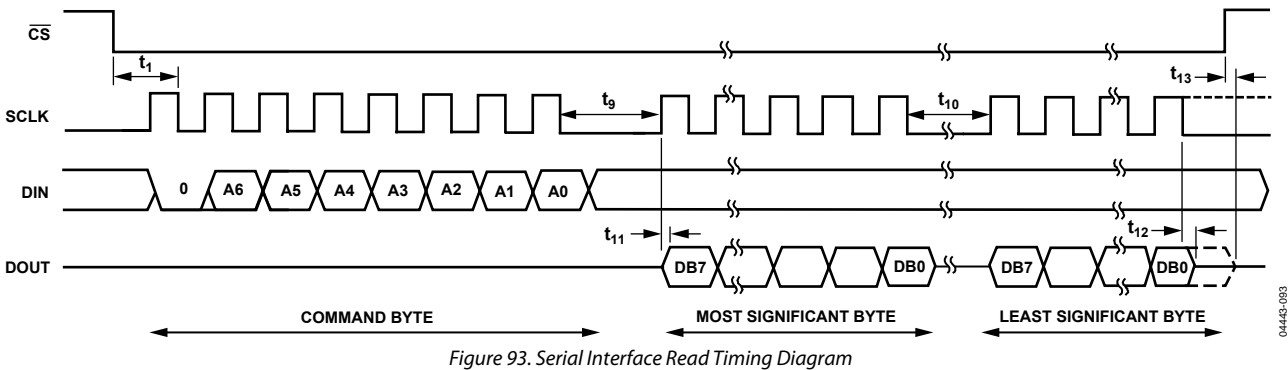 CS
t1
t13
SCLK
t9
t10
DIN
0 A6 A5 A4 A3 A2 A1 A0
t11
t12
DOUT
DB7 DB0 DB7 DB0
COMMAND BYTE MOST SIGNIFICANT BYTE LEAST SIGNIFICANT BYTE
04443-093
Figure 93. Serial Interface Read Timing Diagram